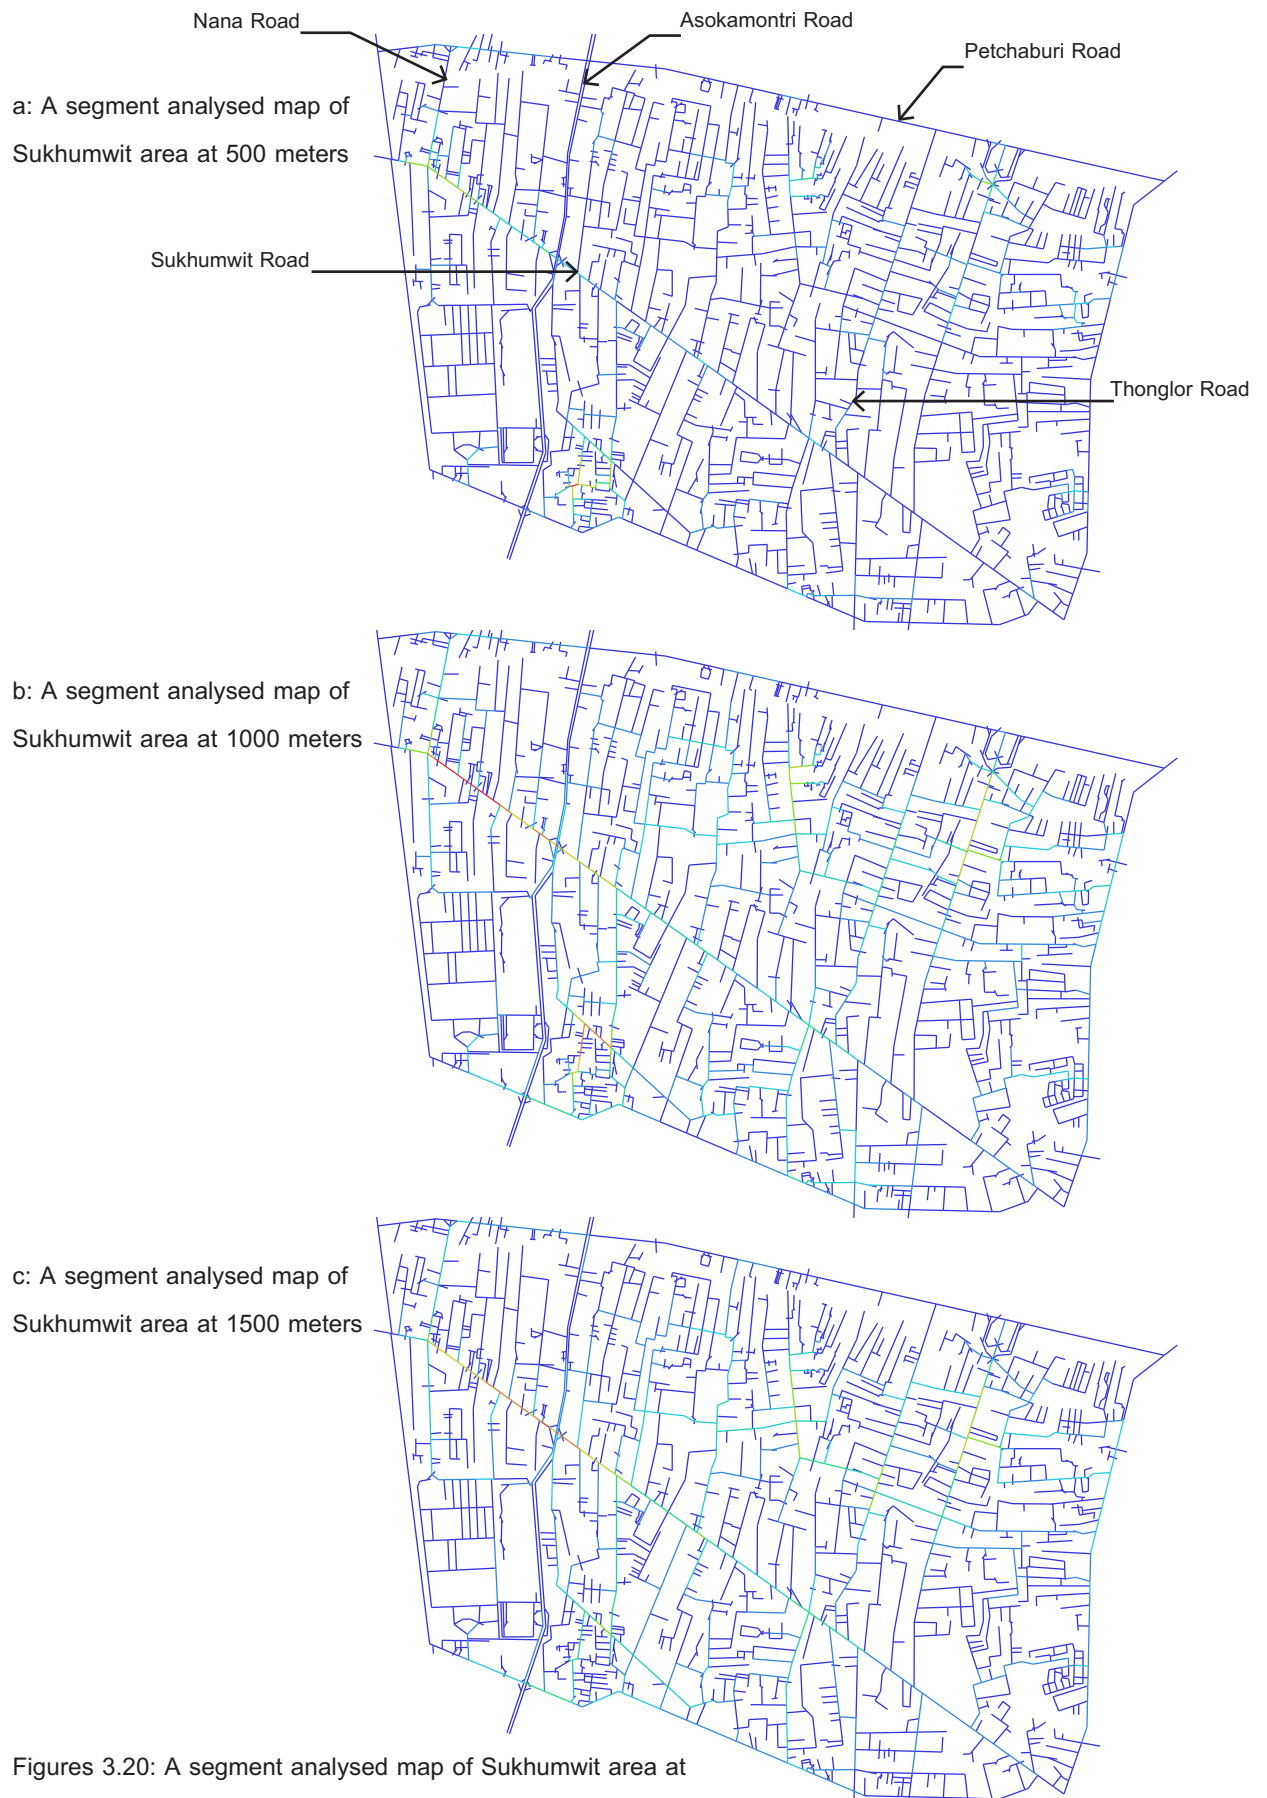 Nana Road
Asokamontri Road
Petchaburi Road
a: A segment analysed map of
Sukhumwit area at 500 meters
Sukhumwit Road
Thonglor Road
b: A segment analysed map of
Sukhumwit area at 1000 meters
c: A segment analysed map of
Sukhumwit area at 1500 meters
Figures 3.20: A segment analysed map of Sukhumwit area at